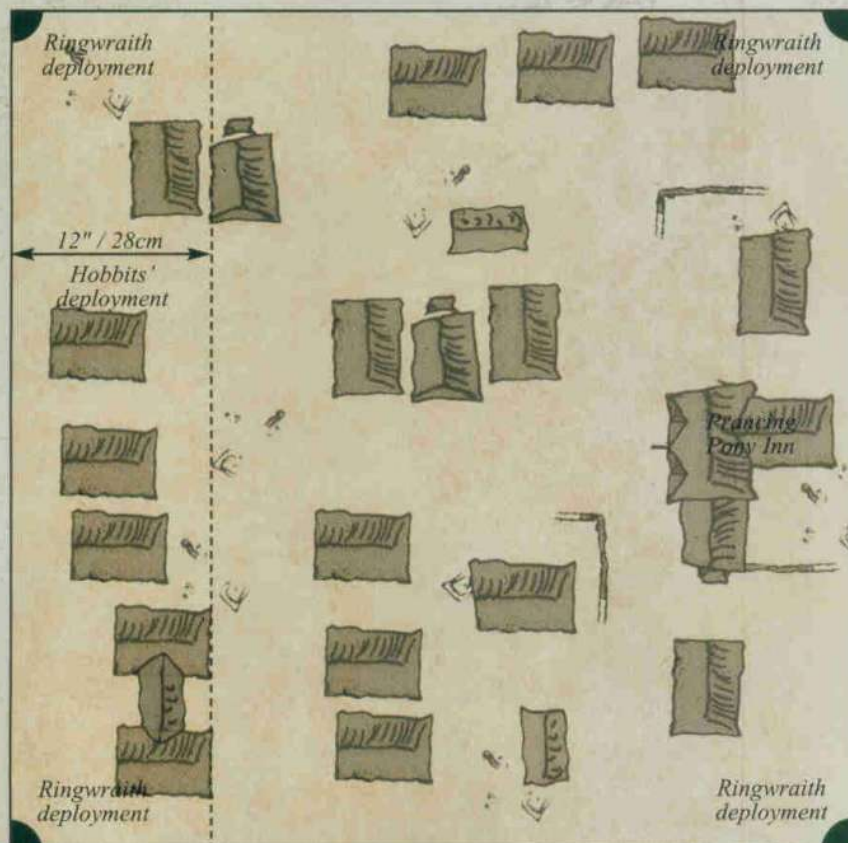 Ringwraith
deployment
Ringwraith
deployment
12" / 28cm
Hobbits'
deployment
Prancing
Pony Inn
Ringwraith
deployment
Ringwraith
deployment